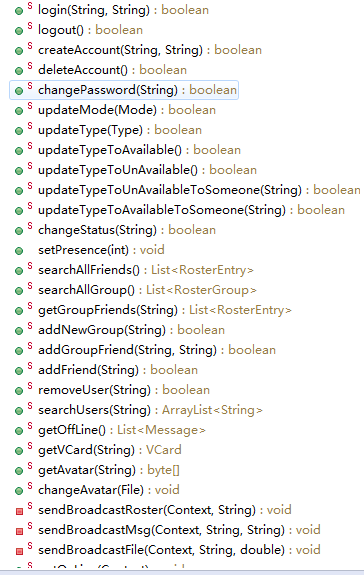 S login(String, String) : boolean
S logout() : boolean
S createAccount(String, String) : boolean
S deleteAccount() : boolean
S changePassword(String) : boolean
S updateMode(Mode) : boolean
S updateType(Type) : boolean
S updateTypeToAvailable() : boolean
S updateTypeToUnAvailable() : boolean
S updateTypeToUnAvailableToSomeone(String) : boolean
S updateTypeToAvailableToSomeone(String) : boolean
S changeStatus(String) : boolean
setPresence(int) : void
S searchAllFriends() : List<RosterEntry>
S searchAllGroup() : List<RosterGroup>
S getGroupFriends(String) : List<RosterEntry>
S addNewGroup(String) : boolean
S addGroupFriend(String, String) : boolean
S addFriend(String) : boolean
S removeUser(String) : boolean
S searchUsers(String) : ArrayList<String>
S getOffLine() : List<Message>
S getVCard(String) : VCard
S getAvatar(String) : byte[]
S changeAvatar(File) : void
S sendBroadcastRoster(Context, String) : void
S sendBroadcastMsg(Context, String, String) : void
S sendBroadcastFile(Context, String, double) : void